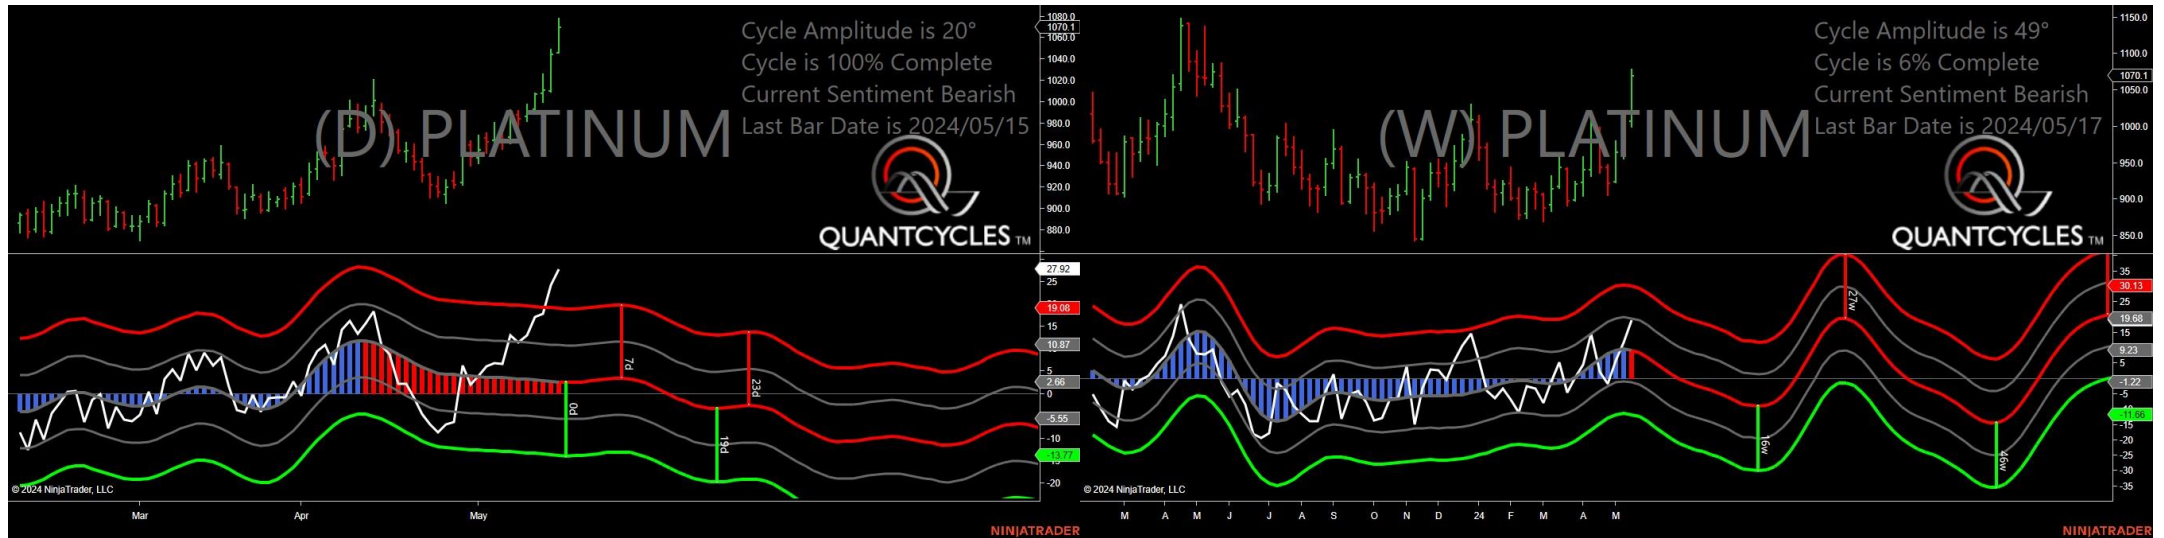 Cycle Amplitude is 20°
Cycle is 100% Complete
Current Sentiment Bearish
Last Bar Date is 2024/05/15
(D) PLATINUM
QUANTCYCLES TM
1080.0
1070.1
1060.0
1040.0
1020.0
1000.0
980.0
960.0
940.0
920.0
900.0
880.0
27.92
25
19.08
15
10.87
5
2.66
0
-5.55
-10
-13.77
-20
0d
7d
19d
23d
© 2024 NinjaTrader, LLC
Mar
Apr
May
NINJATRADER
Cycle Amplitude is 49°
Cycle is 6% Complete
Current Sentiment Bearish
Last Bar Date is 2024/05/17
(W) PLATINUM
QUANTCYCLES TM
1150.0
1100.0
1070.1
1050.0
1000.0
950.0
900.0
850.0
35
30.13
25
19.68
15
9.23
5
-1.22
-5
-11.66
-15
-20
-25
-30
-35
16w
27w
46w
© 2024 NinjaTrader, LLC
M
A
M
J
J
A
S
O
N
D
24
F
M
A
M
NINJATRADER